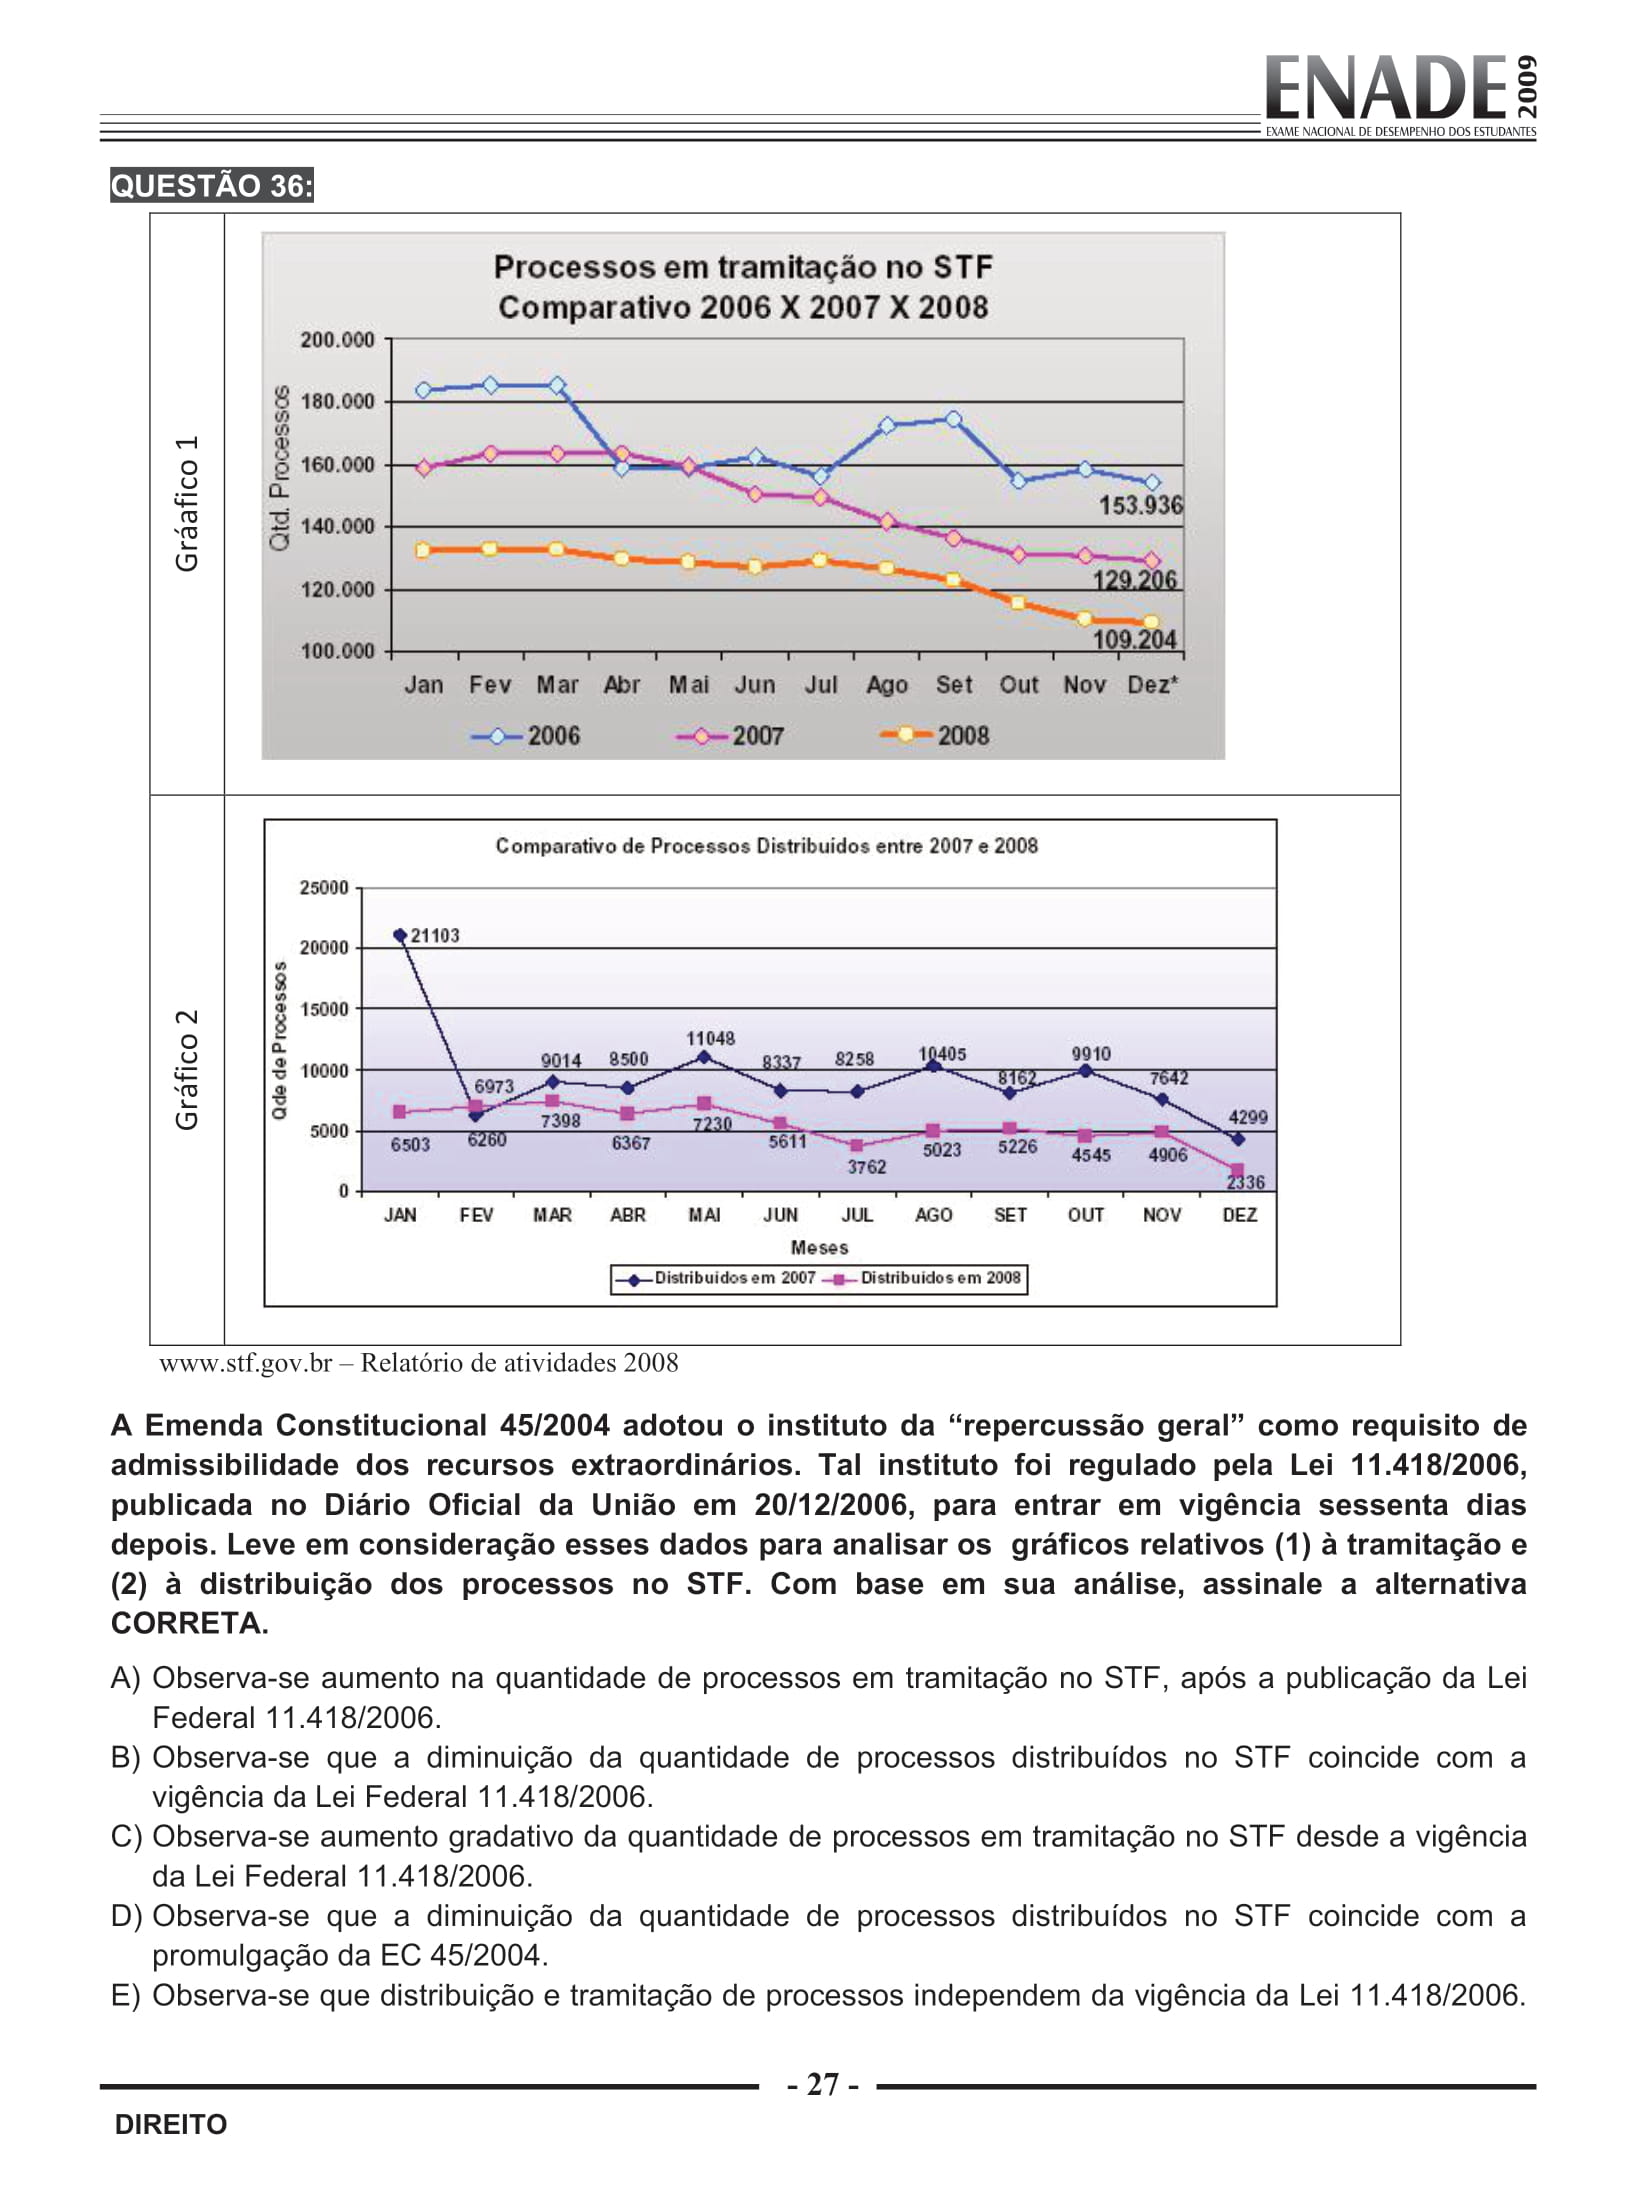 ENADE 2009
EXAME NACIONAL DE DESEMPENHO DOS ESTUDANTES
QUESTÃO 36:
Gráafico 1
Processos em tramitação no STF
Comparativo 2006 X 2007 X 2008
Qtd. Processos
200.000
180.000
160.000
140.000
120.000
100.000
153.936
129.206
109.204
Jan Fev Mar Abr Mai Jun Jul Ago Set Out Nov Dez*
2006 2007 2008
Gráfico 2
Comparativo de Processos Distribuidos entre 2007 e 2008
Qde de Processos
25000
20000
15000
10000
5000
0
21103
6973 9014 8500 11048 8337 8258 10405 8162 9910 7642 4299
6503 6260 7398 6367 7230 5611 3762 5023 5226 4545 4906 2336
JAN FEV MAR ABR MAI JUN JUL AGO SET OUT NOV DEZ
Meses
Distribuidos em 2007 Distribuidos em 2008
www.stf.gov.br – Relatório de atividades 2008
A Emenda Constitucional 45/2004 adotou o instituto da “repercussão geral” como requisito de
admissibilidade dos recursos extraordinários. Tal instituto foi regulado pela Lei 11.418/2006,
publicada no Diário Oficial da União em 20/12/2006, para entrar em vigência sessenta dias
depois. Leve em consideração esses dados para analisar os gráficos relativos (1) à tramitação e
(2) à distribuição dos processos no STF. Com base em sua análise, assinale a alternativa
CORRETA.
A) Observa-se aumento na quantidade de processos em tramitação no STF, após a publicação da Lei
Federal 11.418/2006.
B) Observa-se que a diminuição da quantidade de processos distribuídos no STF coincide com a
vigência da Lei Federal 11.418/2006.
C) Observa-se aumento gradativo da quantidade de processos em tramitação no STF desde a vigência
da Lei Federal 11.418/2006.
D) Observa-se que a diminuição da quantidade de processos distribuídos no STF coincide com a
promulgação da EC 45/2004.
E) Observa-se que distribuição e tramitação de processos independem da vigência da Lei 11.418/2006.
- 27 -
DIREITO